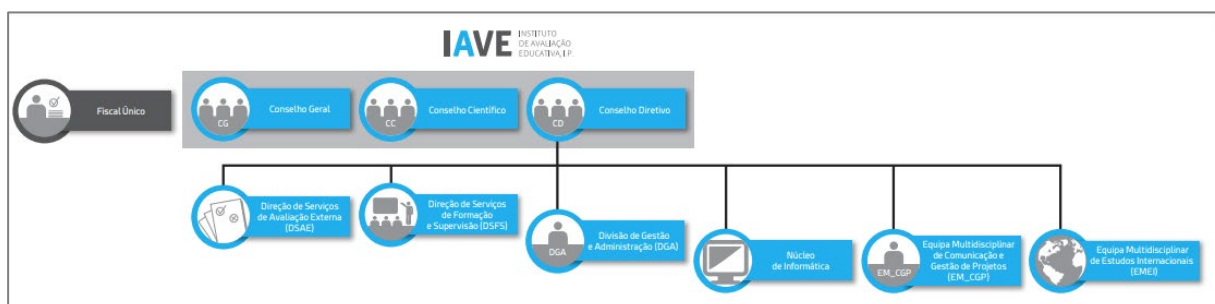 IAVE
INSTITUTO
DE AVALIAÇÃO
EDUCATIVA, I.P.
Fiscal Único
CG
Conselho Geral
CC
Conselho Científico
CD
Conselho Diretivo
Direção de Serviços
de Avaliação Externa
(DSAE)
Direção de Serviços
de Formação
e Supervisão (DSFS)
DGA
Divisão de Gestão
e Administração (DGA)
Núcleo
de Informática
EM_CGP
Equipa Multidisciplinar
de Comunicação e
Gestão de Projetos
(EM_CGP)
Equipa Multidisciplinar
de Estudos Internacionais
(EMEI)